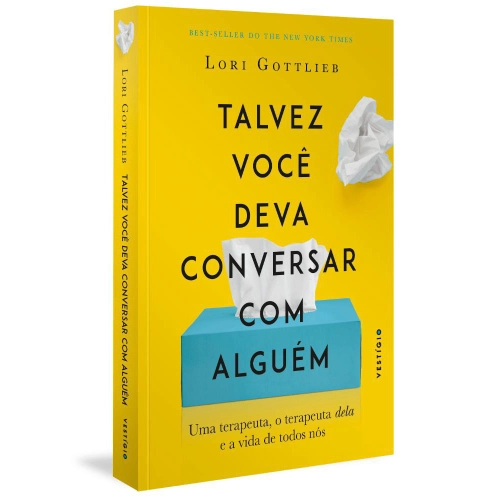 BEST-SELLER DO THE NEW YORK TIMES
LORI GOTTLIEB
TALVEZ
VOCÊ
DEVA
CONVERSAR
COM
ALGUÉM
Uma terapeuta, o terapeuta dela
e a vida de todos nós
VESTÍGIO
LORI GOTTLIEB TALVEZ VOCÊ DEVA CONVERSAR COM ALGUÉM VESTÍGIO